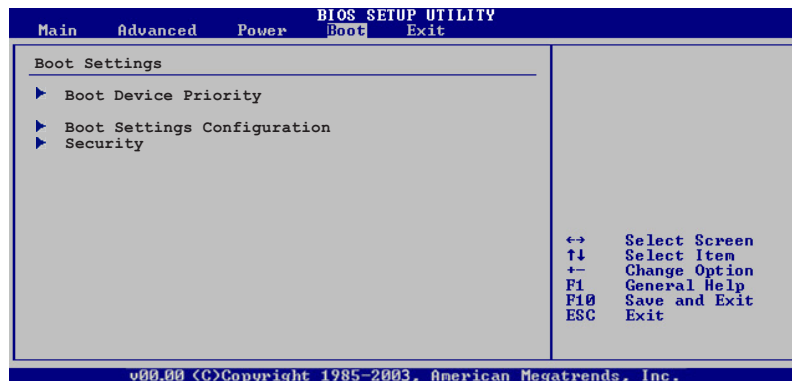 BIOS SETUP UTILITY
Main Advanced Power Boot Exit
Boot Settings
Boot Device Priority
Boot Settings Configuration
Security
←→ Select Screen
↑↓ Select Item
+- Change Option
F1 General Help
F10 Save and Exit
ESC Exit
v00.00 (C)Copyright 1985-2003, American Megatrends, Inc.